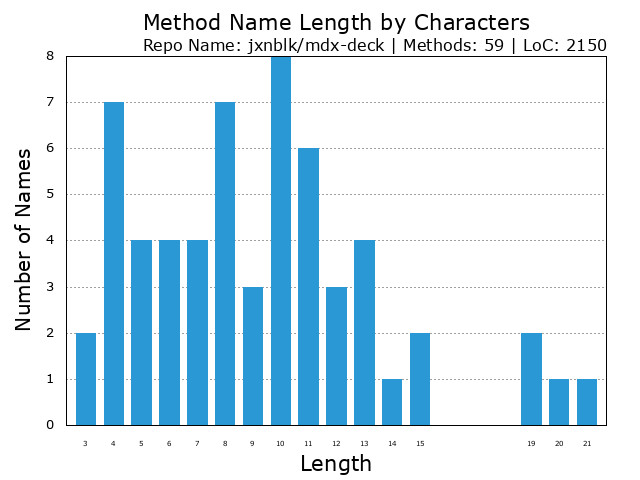 Method Name Length by Characters
Repo Name: jxnblk/mdx-deck | Methods: 59 | LoC: 2150
Number of Names
8
7
6
5
4
3
2
1
0
3 4 5 6 7 8 9 10 11 12 13 14 15 19 20 21
Length